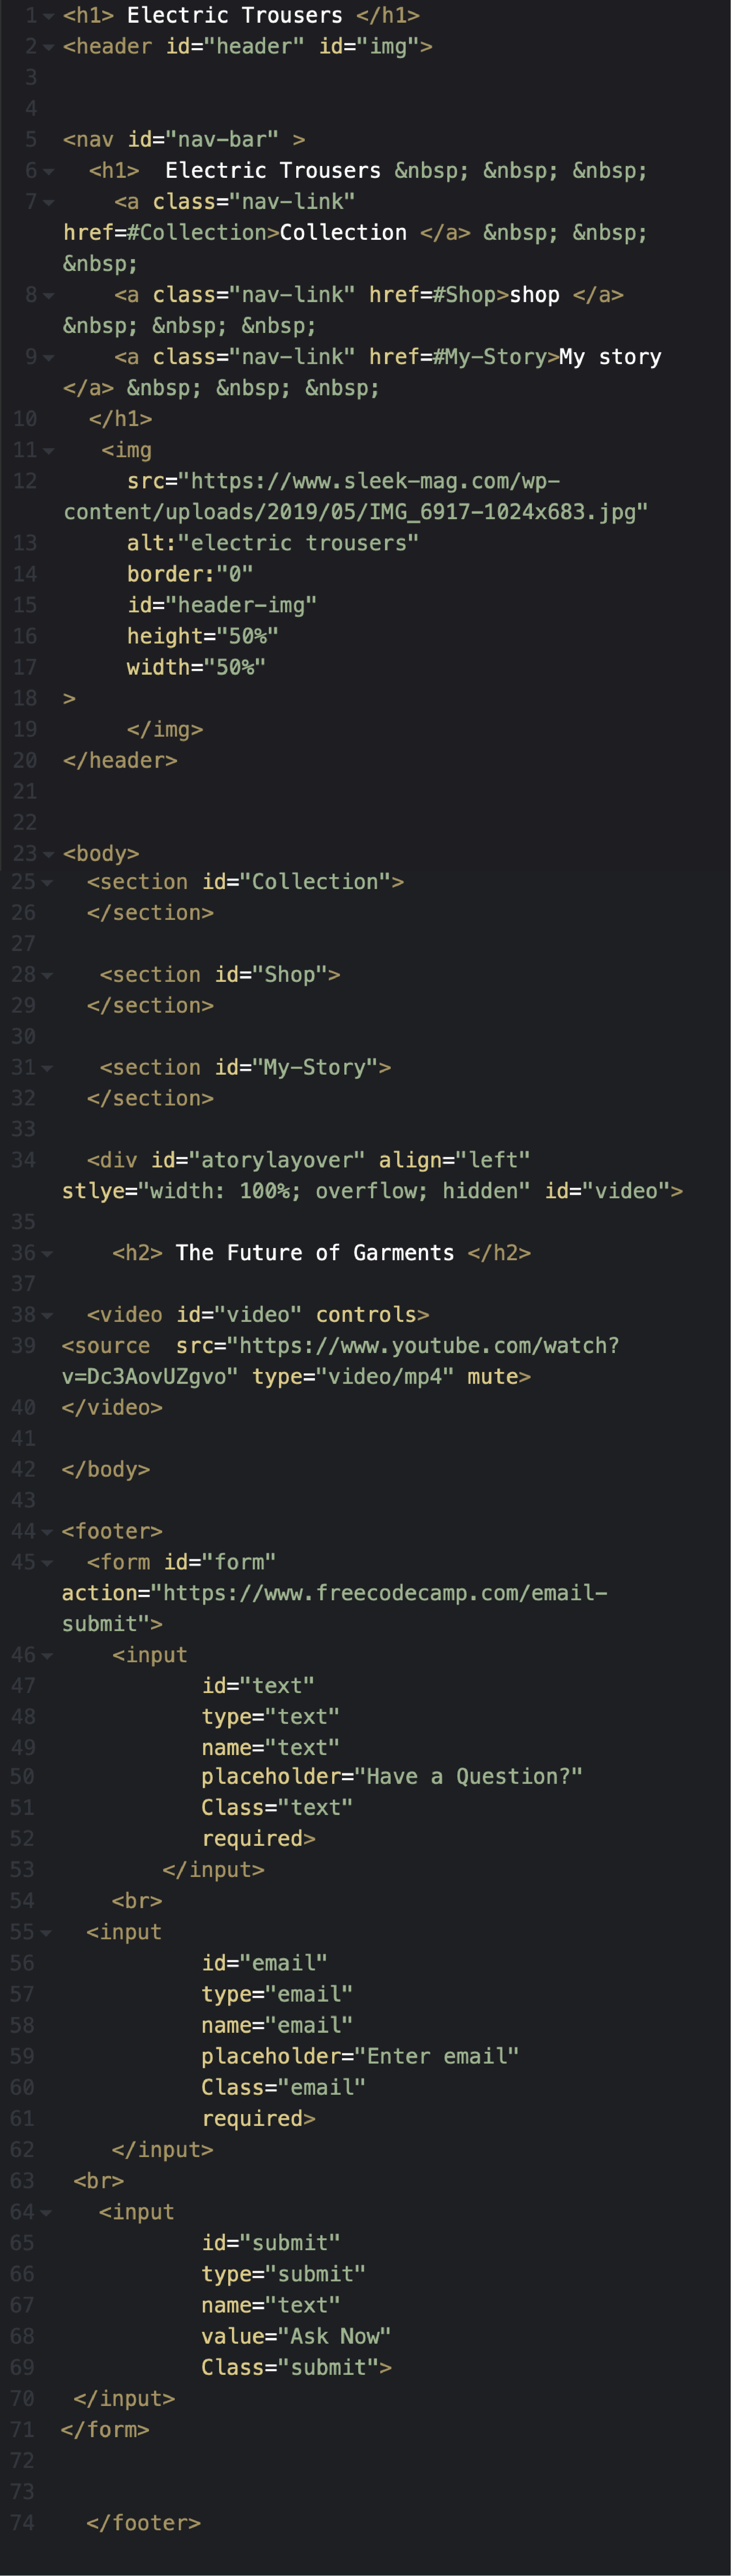 1 <h1> Electric Trousers </h1>
2 <header id="header" id="img">
3
4
5 <nav id="nav-bar" >
6 <h1>  Electric Trousers &nbsp; &nbsp; &nbsp;
7 <a class="nav-link"
href=#Collection>Collection </a> &nbsp; &nbsp;
&nbsp;
8 <a class="nav-link" href=#Shop>shop </a>
&nbsp; &nbsp; &nbsp;
9 <a class="nav-link" href=#My-Story>My story
</a> &nbsp; &nbsp; &nbsp;
10 </h1>
11 <img
12 src="https://www.sleek-mag.com/wp-
content/uploads/2019/05/IMG_6917-1024x683.jpg"
13 alt:"electric trousers"
14 border:"0"
15 id="header-img"
16 height="50%"
17 width="50%"
18 >
19 </img>
20 </header>
21
22
23 <body>
25 <section id="Collection">
26 </section>
27
28 <section id="Shop">
29 </section>
30
31 <section id="My-Story">
32 </section>
33
34 <div id="atorylayover" align="left"
stlye="width: 100%; overflow; hidden" id="video">
35
36 <h2> The Future of Garments </h2>
37
38 <video id="video" controls>
39 <source  src="https://www.youtube.com/watch?
v=Dc3AovUZgvo" type="video/mp4" mute>
40 </video>
41
42 </body>
43
44 <footer>
45 <form id="form"
action="https://www.freecodecamp.com/email-
submit">
46 <input
47 id="text"
48 type="text"
49 name="text"
50 placeholder="Have a Question?"
51 Class="text"
52 required>
53 </input>
54 <br>
55 <input
56 id="email"
57 type="email"
58 name="email"
59 placeholder="Enter email"
60 Class="email"
61 required>
62 </input>
63 <br>
64 <input
65 id="submit"
66 type="submit"
67 name="text"
68 value="Ask Now"
69 Class="submit">
70 </input>
71 </form>
72
73
74 </footer>